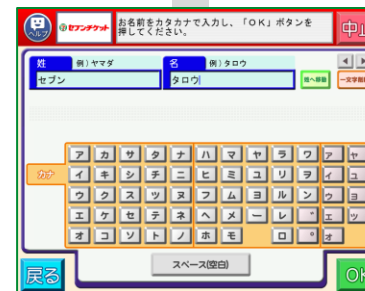 ヘルプ
セブンチケット
お名前をカタカナで入力し、「OK」ボタンを
押してください。
中止
姓 例)ヤマダ 名 例)タロウ ◀ ▶
セブン タロウ 姓へ移動 一文字削除
ア カ サ タ ナ ハ マ ヤ ラ ワ ァ ャ
カナ イ キ シ チ ニ ヒ ミ ユ リ ヲ ィ ュ
ウ ク ス ツ ヌ フ ム ヨ ル ン ゥ ョ
エ ケ セ テ ネ ヘ メ ー レ ゛ ェ ッ
オ コ ソ ト ノ ホ モ ロ ゜ ォ
戻る スペース(空白) OK